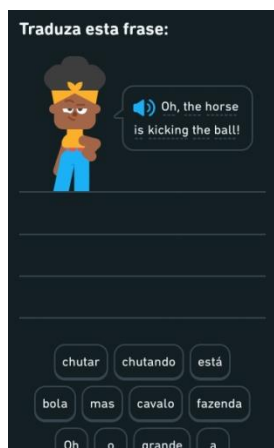 Traduza esta frase:
Oh, the horse
is kicking the ball!
chutar chutando está
bola mas cavalo fazenda
Oh o grande a